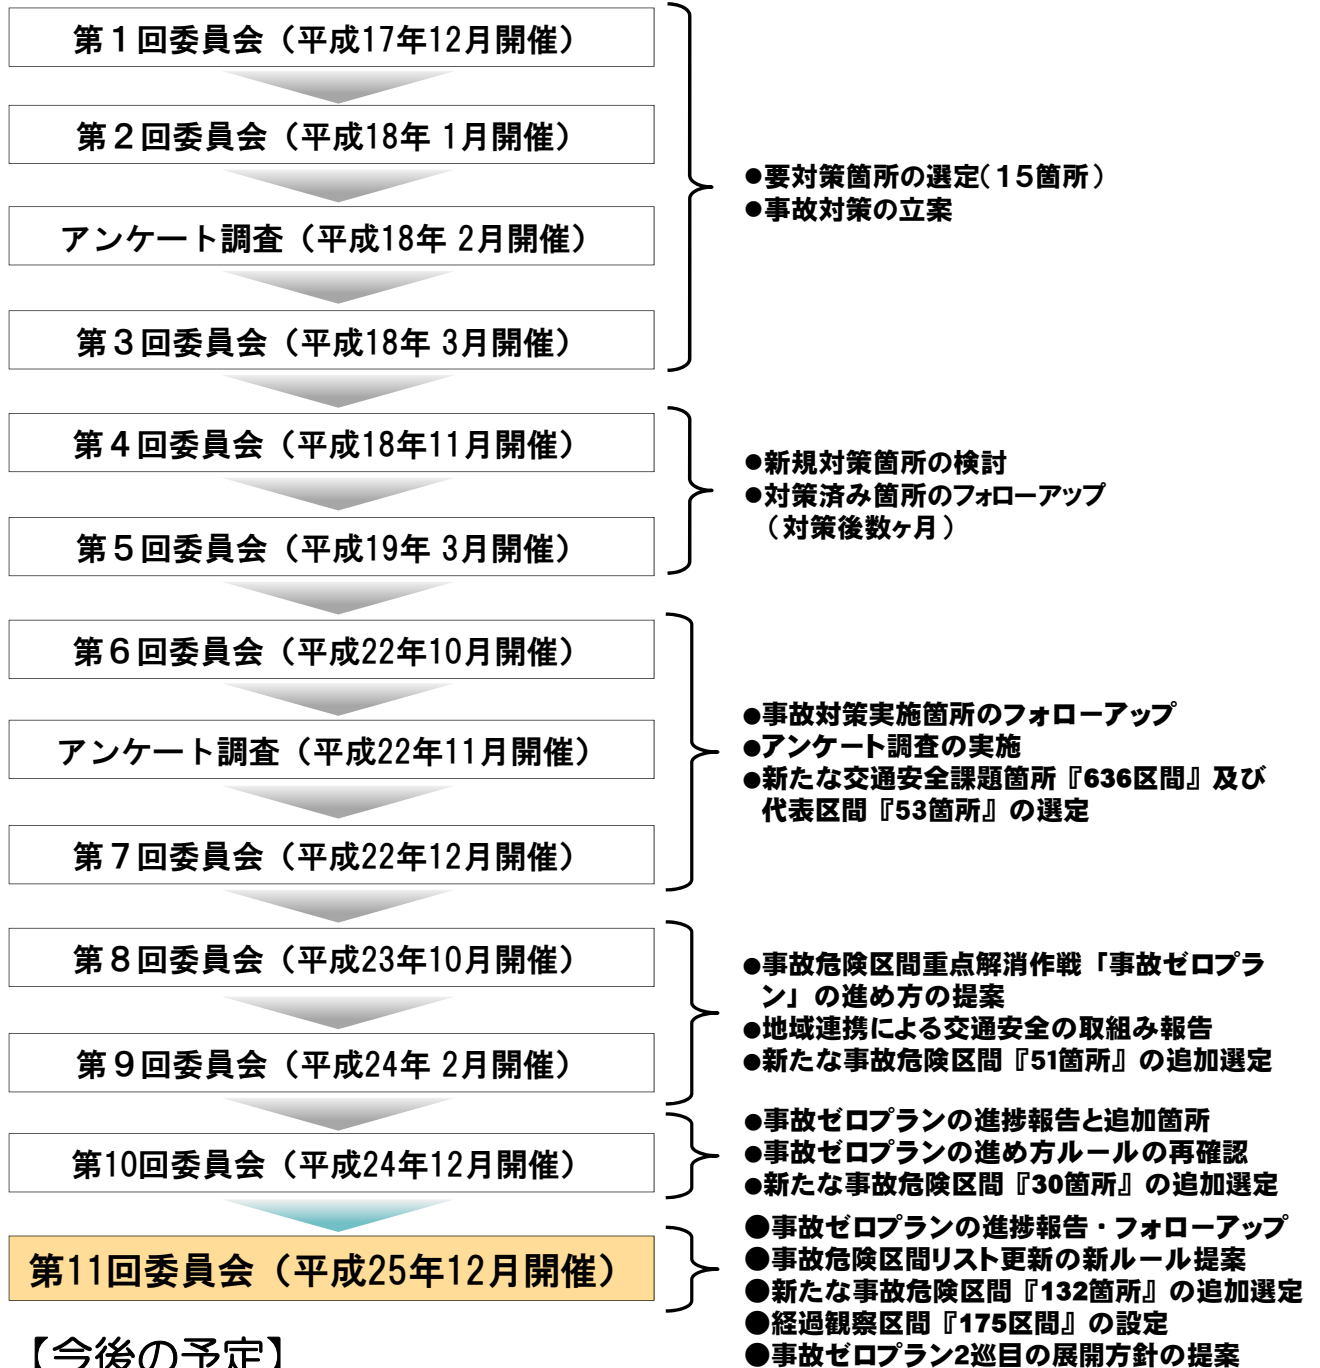 第１回委員会（平成17年12月開催）
第２回委員会（平成18年 1月開催）
アンケート調査（平成18年 2月開催）
第３回委員会（平成18年 3月開催）
●要対策箇所の選定（１５箇所）
●事故対策の立案
第４回委員会（平成18年11月開催）
第５回委員会（平成19年 3月開催）
●新規対策箇所の検討
●対策済み箇所のフォローアップ
（対策後数ヶ月）
第６回委員会（平成22年10月開催）
アンケート調査（平成22年11月開催）
第７回委員会（平成22年12月開催）
●事故対策実施箇所のフォローアップ
●アンケート調査の実施
●新たな交通安全課題箇所『636区間』及び
代表区間『53箇所』の選定
第８回委員会（平成23年10月開催）
第９回委員会（平成24年 2月開催）
●事故危険区間重点解消作戦「事故ゼロプラ
ン」の進め方の提案
●地域連携による交通安全の取組み報告
●新たな事故危険区間『51箇所』の追加選定
第10回委員会（平成24年12月開催）
●事故ゼロプランの進捗報告と追加箇所
●事故ゼロプランの進め方ルールの再確認
●新たな事故危険区間『30箇所』の追加選定
第11回委員会（平成25年12月開催）
●事故ゼロプランの進捗報告・フォローアップ
●事故危険区間リスト更新の新ルール提案
●新たな事故危険区間『132箇所』の追加選定
●経過観察区間『175区間』の設定
●事故ゼロプラン2巡目の展開方針の提案
【今後の予定】